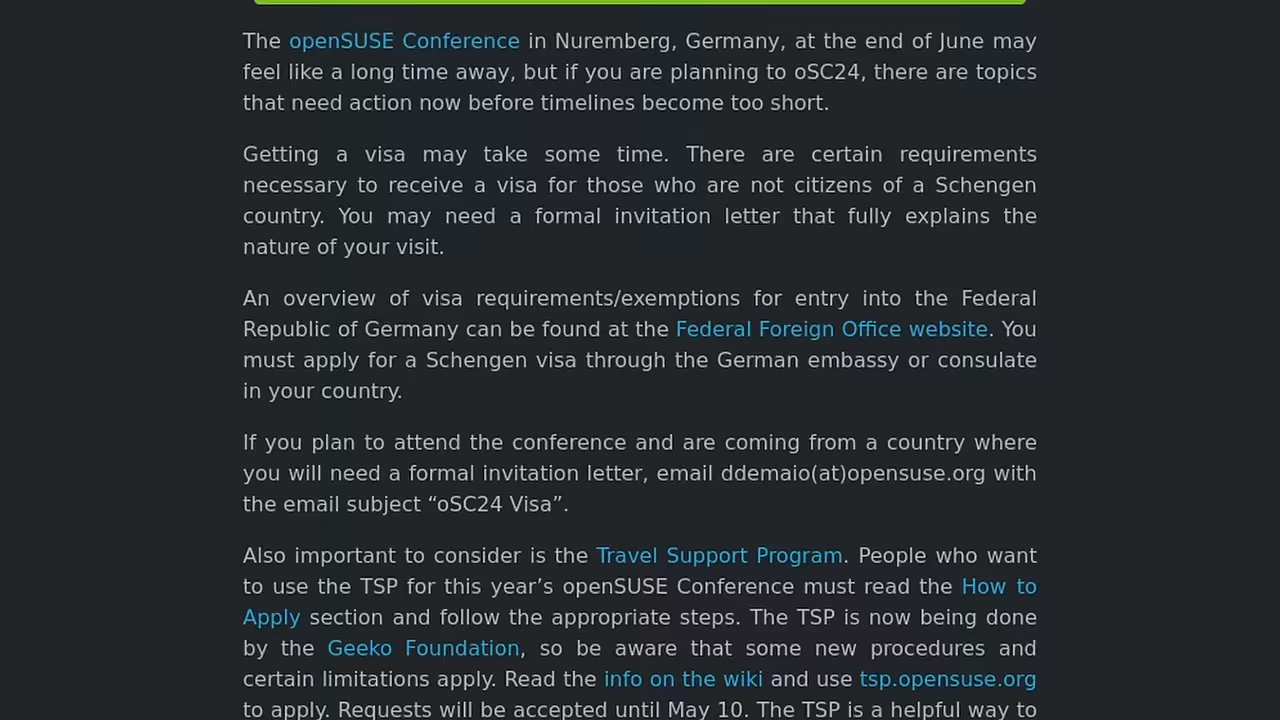 The openSUSE Conference in Nuremberg, Germany, at the end of June may
feel like a long time away, but if you are planning to oSC24, there are topics
that need action now before timelines become too short.
Getting a visa may take some time. There are certain requirements
necessary to receive a visa for those who are not citizens of a Schengen
country. You may need a formal invitation letter that fully explains the
nature of your visit.
An overview of visa requirements/exemptions for entry into the Federal
Republic of Germany can be found at the Federal Foreign Office website. You
must apply for a Schengen visa through the German embassy or consulate
in your country.
If you plan to attend the conference and are coming from a country where
you will need a formal invitation letter, email ddemaio(at)opensuse.org with
the email subject “oSC24 Visa”.
Also important to consider is the Travel Support Program. People who want
to use the TSP for this year’s openSUSE Conference must read the How to
Apply section and follow the appropriate steps. The TSP is now being done
by the Geeko Foundation, so be aware that some new procedures and
certain limitations apply. Read the info on the wiki and use tsp.opensuse.org
to apply. Requests will be accepted until May 10. The TSP is a helpful way to